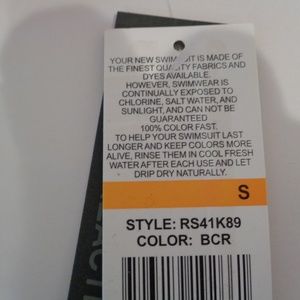 YOUR NEW SWIMSUIT IS MADE OF
THE FINEST QUALITY FABRICS AND
DYES AVAILABLE.
HOWEVER, SWIMWEAR IS
CONTINUALLY EXPOSED TO
CHLORINE, SALT WATER, AND
SUNLIGHT, AND CAN NOT BE
GUARANTEED
100% COLOR FAST.
TO HELP YOUR SWIMSUIT LAST
LONGER AND KEEP COLORS MORE
ALIVE, RINSE THEM IN COOL FRESH
WATER AFTER EACH USE AND LET
DRIP DRY NATURALLY.
S
STYLE: RS41K89
COLOR: BCR